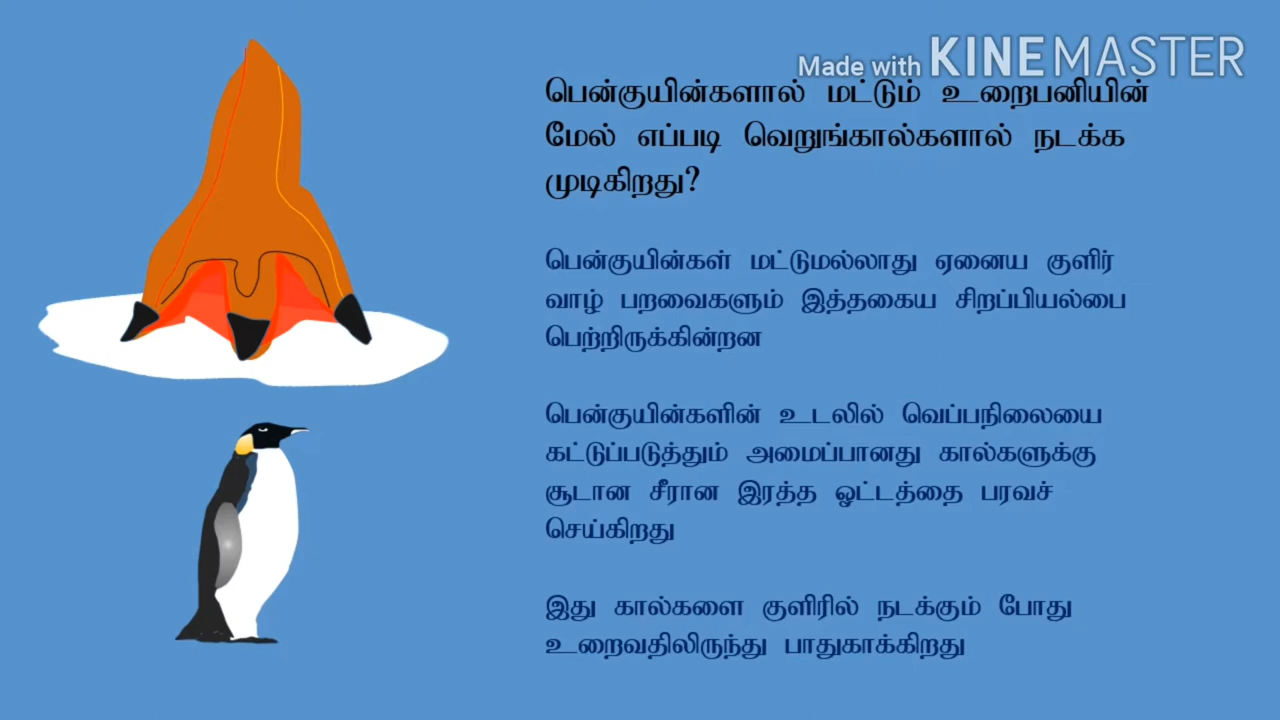 Made with KINEMASTER
பென்குயின்களால் மட்டும் உறைபனியின்
மேல் எப்படி வெறுங்கால்களால் நடக்க
முடிகிறது?
பென்குயின்கள் மட்டுமல்லாது ஏனைய குளிர்
வாழ் பறவைகளும் இத்தகைய சிறப்பியல்பை
பெற்றிருக்கின்றன
பென்குயின்களின் உடலில் வெப்பநிலையை
கட்டுப்படுத்தும் அமைப்பானது கால்களுக்கு
சூடான சீரான இரத்த ஓட்டத்தை பரவச்
செய்கிறது
இது கால்களை குளிரில் நடக்கும் போது
உறைவதிலிருந்து பாதுகாக்கிறது